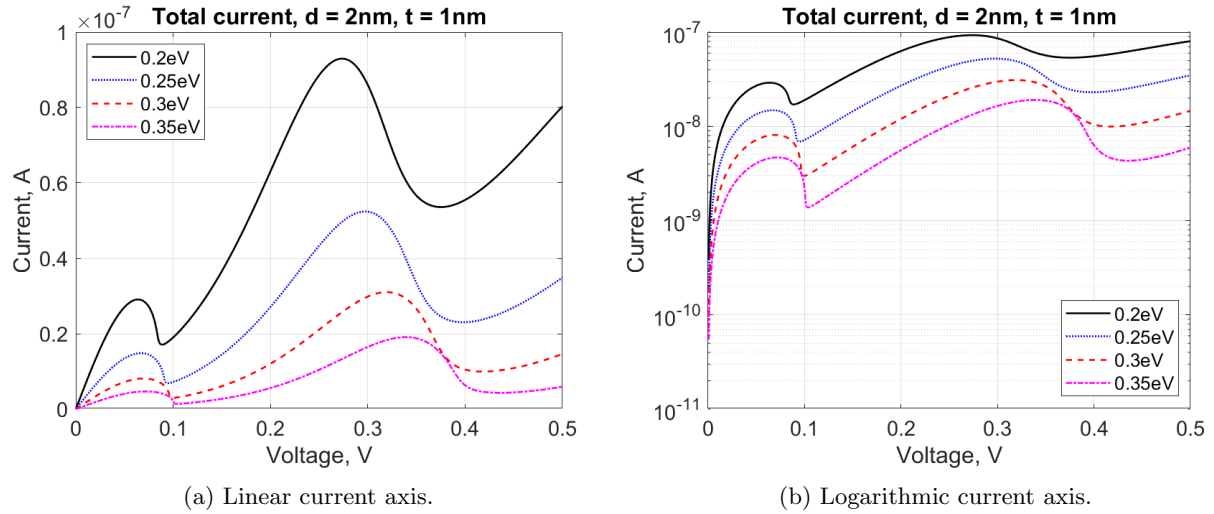 Total current, d = 2nm, t = 1nm
×10⁻⁷
1
0.8
0.6
0.4
0.2
0
Current, A
0.2eV
0.25eV
0.3eV
0.35eV
0 0.1 0.2 0.3 0.4 0.5
Voltage, V
(a) Linear current axis.
Total current, d = 2nm, t = 1nm
10⁻⁷
10⁻⁸
10⁻⁹
10⁻¹⁰
10⁻¹¹
Current, A
0.2eV
0.25eV
0.3eV
0.35eV
0 0.1 0.2 0.3 0.4 0.5
Voltage, V
(b) Logarithmic current axis.